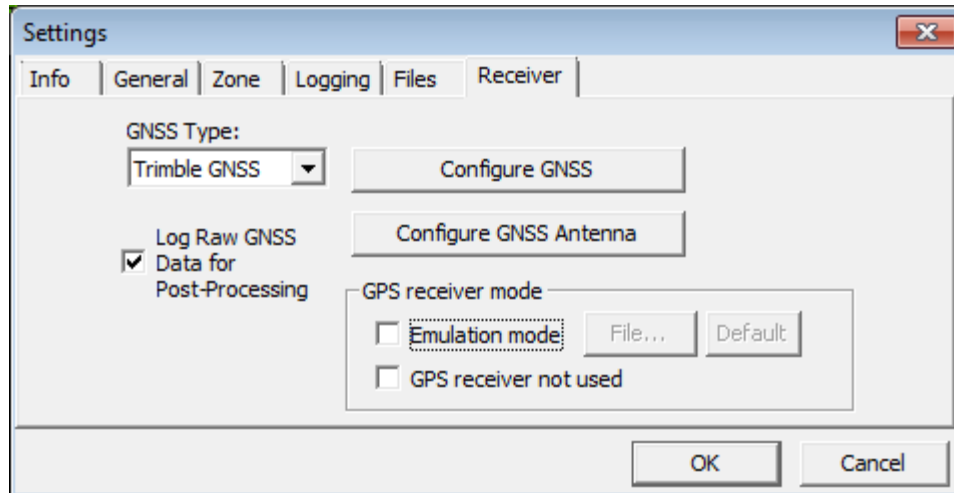 Settings
Info General Zone Logging Files Receiver
GNSS Type:
Trimble GNSS
Configure GNSS
Log Raw GNSS
Data for
Post-Processing
Configure GNSS Antenna
GPS receiver mode
Emulation mode File... Default
GPS receiver not used
OK Cancel